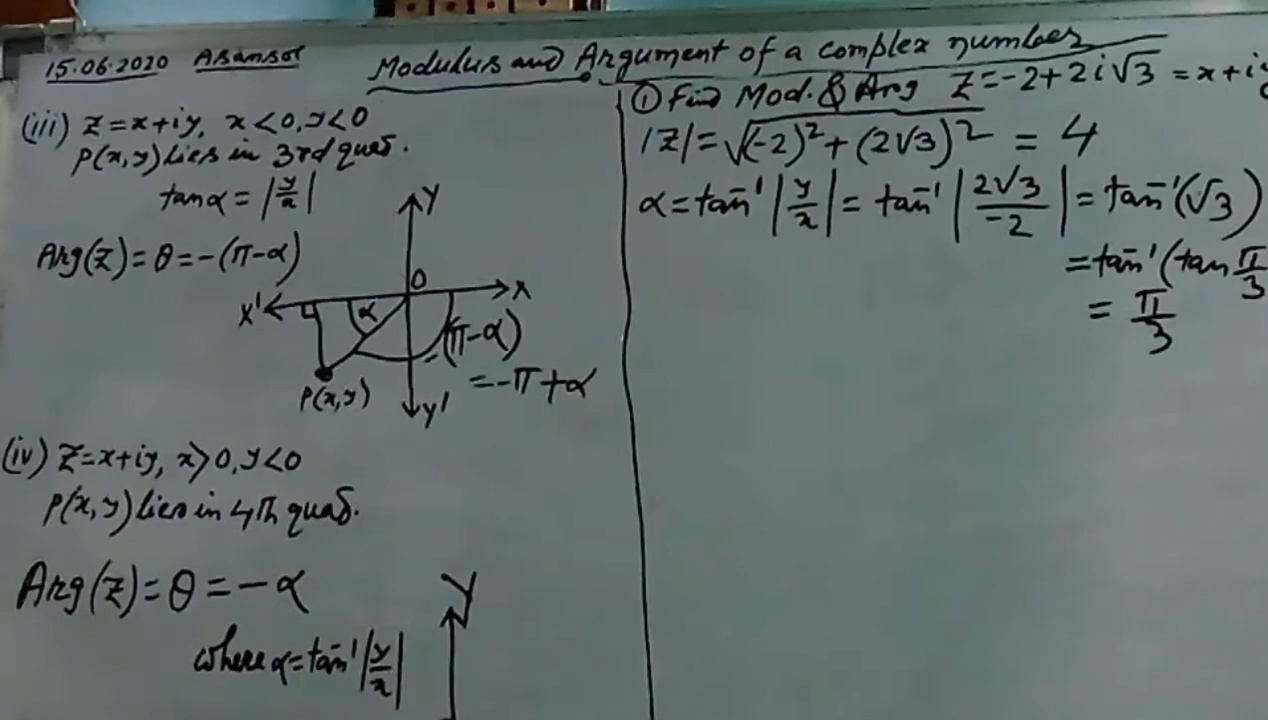 15.06.2020 Asansol
Modulus and Argument of a complex number
(iii) z=x+iy, x<0, y<0
P(x,y) lies in 3rd quad.
tanα = |y/x|
Arg(z)=θ=-(π-α)
Y
O
X
X'
α
-(π-α)
=-π+α
P(x,y)
Y'
(iv) z=x+iy, x>0, y<0
P(x,y) lies in 4th quad.
Arg(z)=θ=-α
where α=tan⁻¹|y/x|
Y
① Find Mod. & Arg z=-2+2i√3 = x+iy
|z|=√(-2)²+(2√3)² = 4
α=tan⁻¹|y/x|= tan⁻¹|2√3/-2|=tan⁻¹(√3)
=tan⁻¹(tan π/3
= π/3